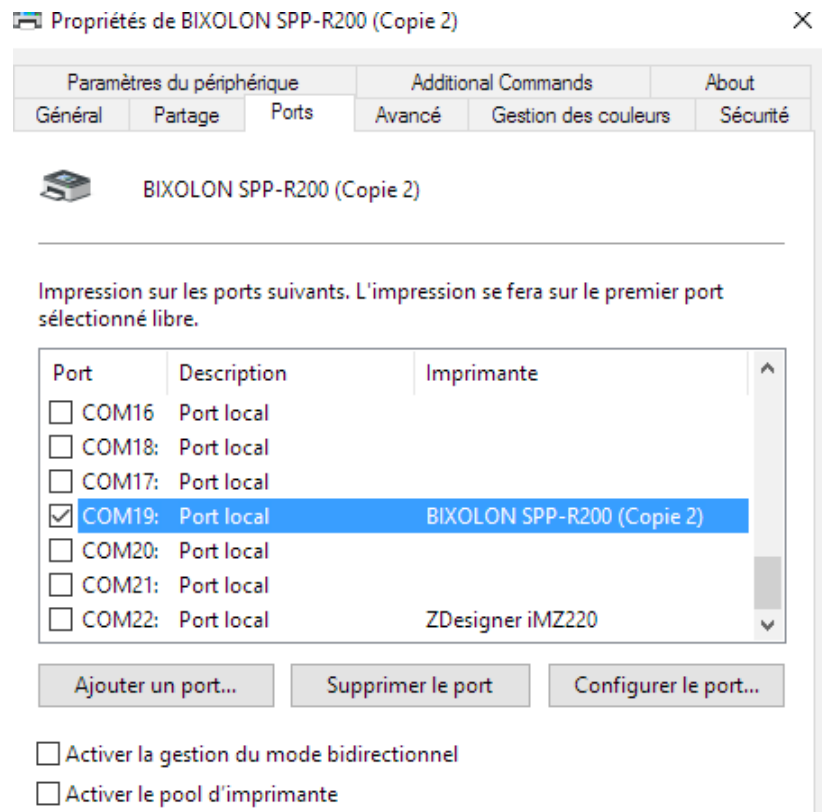 Propriétés de BIXOLON SPP-R200 (Copie 2)
Paramètres du périphérique Additional Commands About
Général Partage Ports Avancé Gestion des couleurs Sécurité
BIXOLON SPP-R200 (Copie 2)
Impression sur les ports suivants. L'impression se fera sur le premier port
sélectionné libre.
Port Description Imprimante
COM16 Port local
COM18: Port local
COM17: Port local
COM19: Port local BIXOLON SPP-R200 (Copie 2)
COM20: Port local
COM21: Port local
COM22: Port local ZDesigner iMZ220
Ajouter un port... Supprimer le port Configurer le port...
Activer la gestion du mode bidirectionnel
Activer le pool d'imprimante